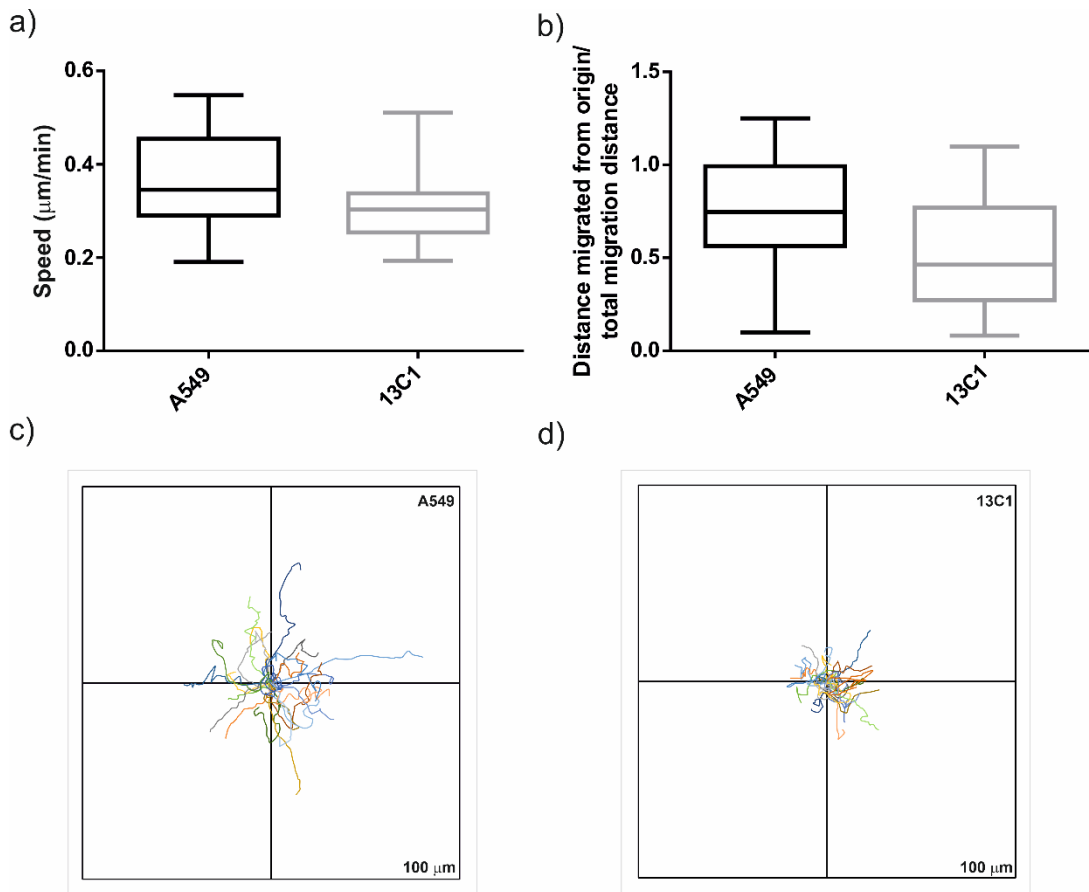 a)
Speed (μm/min)
0.6
0.4
0.2
0.0
A549
13C1
b)
Distance migrated from origin/
total migration distance
1.5
1.0
0.5
0.0
A549
13C1
c)
A549
100 μm
d)
13C1
100 μm